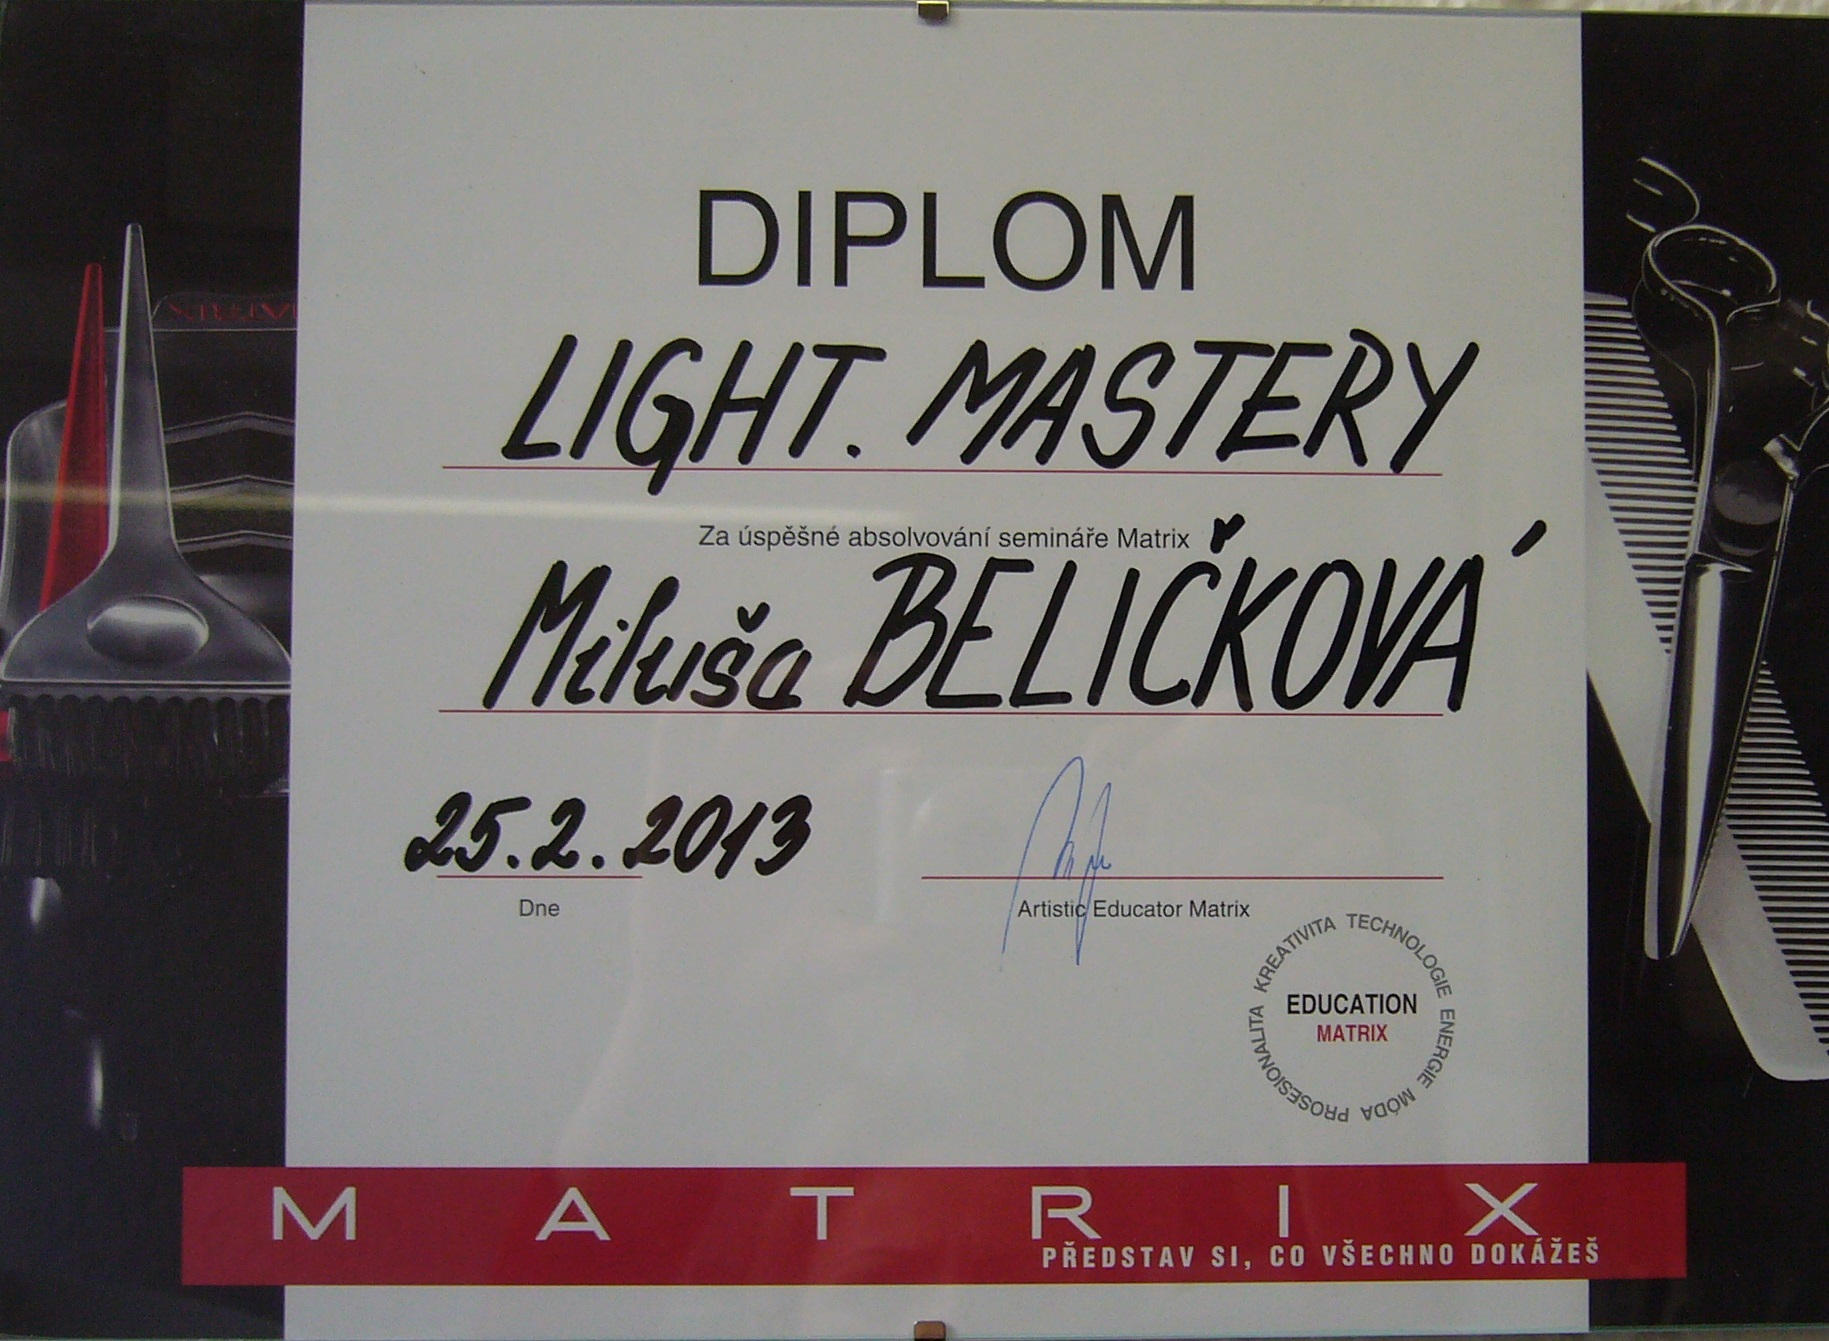 DIPLOM
LIGHT. MASTERY
Za úspěšné absolvování semináře Matrix
Miluša BELIČKOVÁ
25.2.2013
Dne
Artistic Educator Matrix
KREATIVITA TECHNOLOGIE ENERGIE MÓDA PROSESIONALITA
EDUCATION
MATRIX
MATRIX
PŘEDSTAV SI, CO VŠECHNO DOKÁŽEŠ